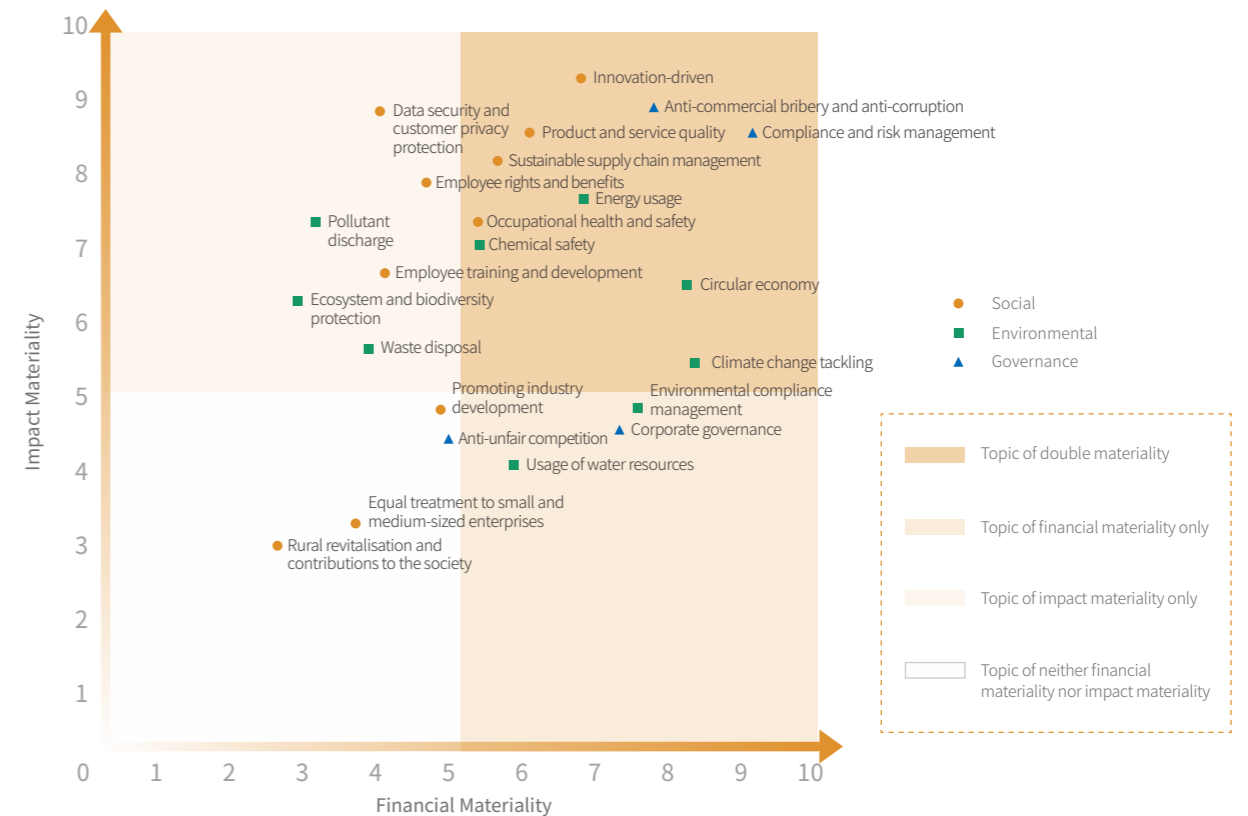 10
9
8
7
6
5
4
3
2
1
0
1
2
3
4
5
6
7
8
9
10
Impact Materiality
Financial Materiality
Innovation-driven
Anti-commercial bribery and anti-corruption
Data security and
customer privacy
protection
Product and service quality
Compliance and risk management
Sustainable supply chain management
Employee rights and benefits
Energy usage
Pollutant
discharge
Occupational health and safety
Chemical safety
Employee training and development
Circular economy
Ecosystem and biodiversity
protection
Waste disposal
Climate change tackling
Promoting industry
development
Environmental compliance
management
Anti-unfair competition
Corporate governance
Usage of water resources
Equal treatment to small and
medium-sized enterprises
Rural revitalisation and
contributions to the society
Social
Environmental
Governance
Topic of double materiality
Topic of financial materiality only
Topic of impact materiality only
Topic of neither financial
materiality nor impact materiality